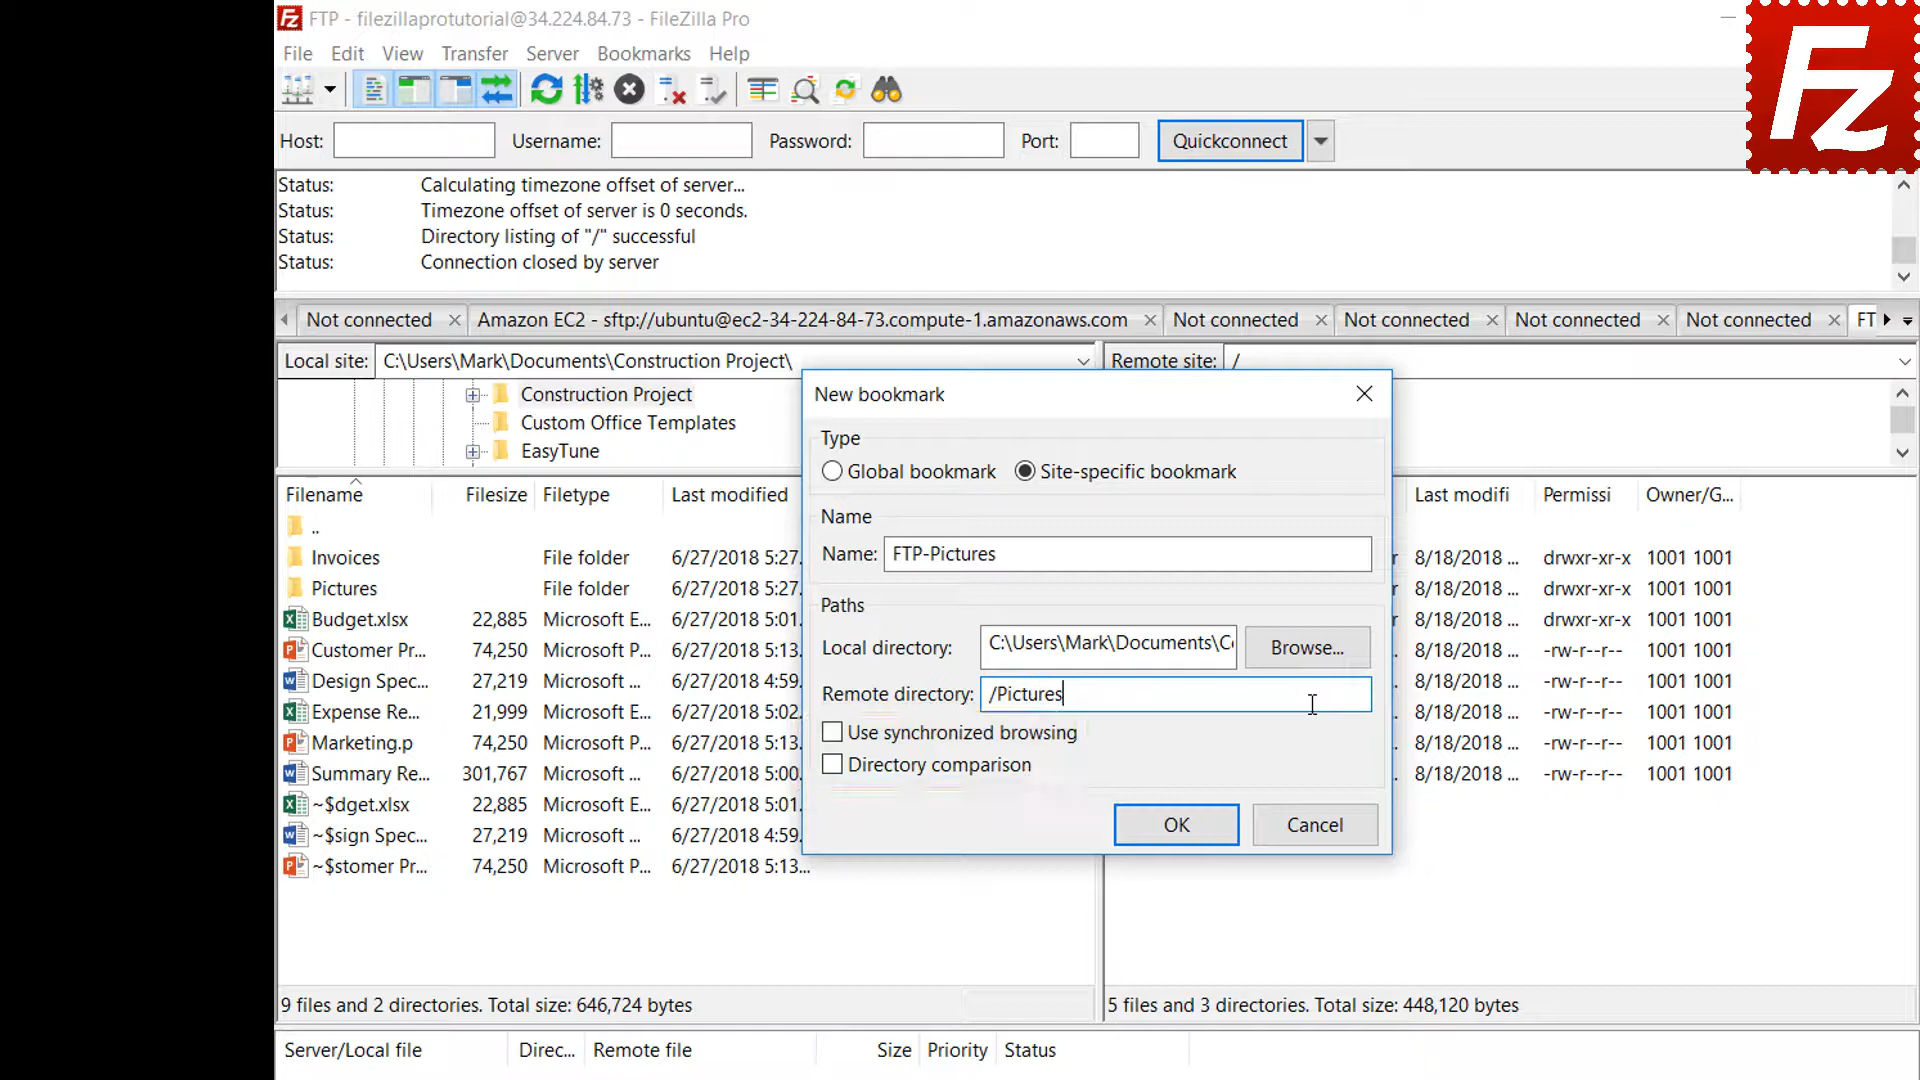 FTP - filezillaprotutorial@34.224.84.73 - FileZilla Pro
File Edit View Transfer Server Bookmarks Help
Fz
Host: Username: Password: Port: Quickconnect
Status: Calculating timezone offset of server...
Status: Timezone offset of server is 0 seconds.
Status: Directory listing of "/" successful
Status: Connection closed by server
Not connected Amazon EC2 - sftp://ubuntu@ec2-34-224-84-73.compute-1.amazonaws.com Not connected Not connected Not connected Not connected FT
Local site: C:\Users\Mark\Documents\Construction Project\ Remote site: /
Construction Project
Custom Office Templates
EasyTune
Filename Filesize Filetype Last modified
..
Invoices File folder 6/27/2018 5:27.
Pictures File folder 6/27/2018 5:27.
Budget.xlsx 22,885 Microsoft E... 6/27/2018 5:01.
Customer Pr... 74,250 Microsoft P... 6/27/2018 5:13.
Design Spec... 27,219 Microsoft ... 6/27/2018 4:59.
Expense Re... 21,999 Microsoft E... 6/27/2018 5:02.
Marketing.p 74,250 Microsoft P... 6/27/2018 5:13.
Summary Re... 301,767 Microsoft ... 6/27/2018 5:00.
~$dget.xlsx 22,885 Microsoft E... 6/27/2018 5:01.
~$sign Spec... 27,219 Microsoft ... 6/27/2018 4:59.
~$stomer Pr... 74,250 Microsoft P... 6/27/2018 5:13...
New bookmark
Type
Global bookmark Site-specific bookmark
Name
Name: FTP-Pictures
Paths
Local directory: C:\Users\Mark\Documents\C Browse...
Remote directory: /Pictures
Use synchronized browsing
Directory comparison
OK Cancel
Last modifi Permissi Owner/G...
8/18/2018 ... drwxr-xr-x 1001 1001
8/18/2018 ... drwxr-xr-x 1001 1001
8/18/2018 ... drwxr-xr-x 1001 1001
8/18/2018 ... -rw-r--r-- 1001 1001
8/18/2018 ... -rw-r--r-- 1001 1001
8/18/2018 ... -rw-r--r-- 1001 1001
8/18/2018 ... -rw-r--r-- 1001 1001
8/18/2018 ... -rw-r--r-- 1001 1001
9 files and 2 directories. Total size: 646,724 bytes
5 files and 3 directories. Total size: 448,120 bytes
Server/Local file Direc... Remote file Size Priority Status